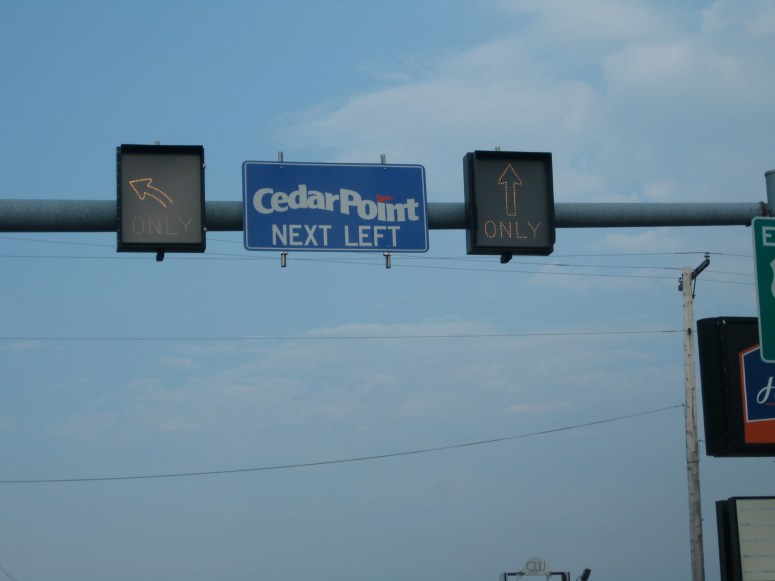 ONLY
CedarPoint
NEXT LEFT
ONLY
E
H